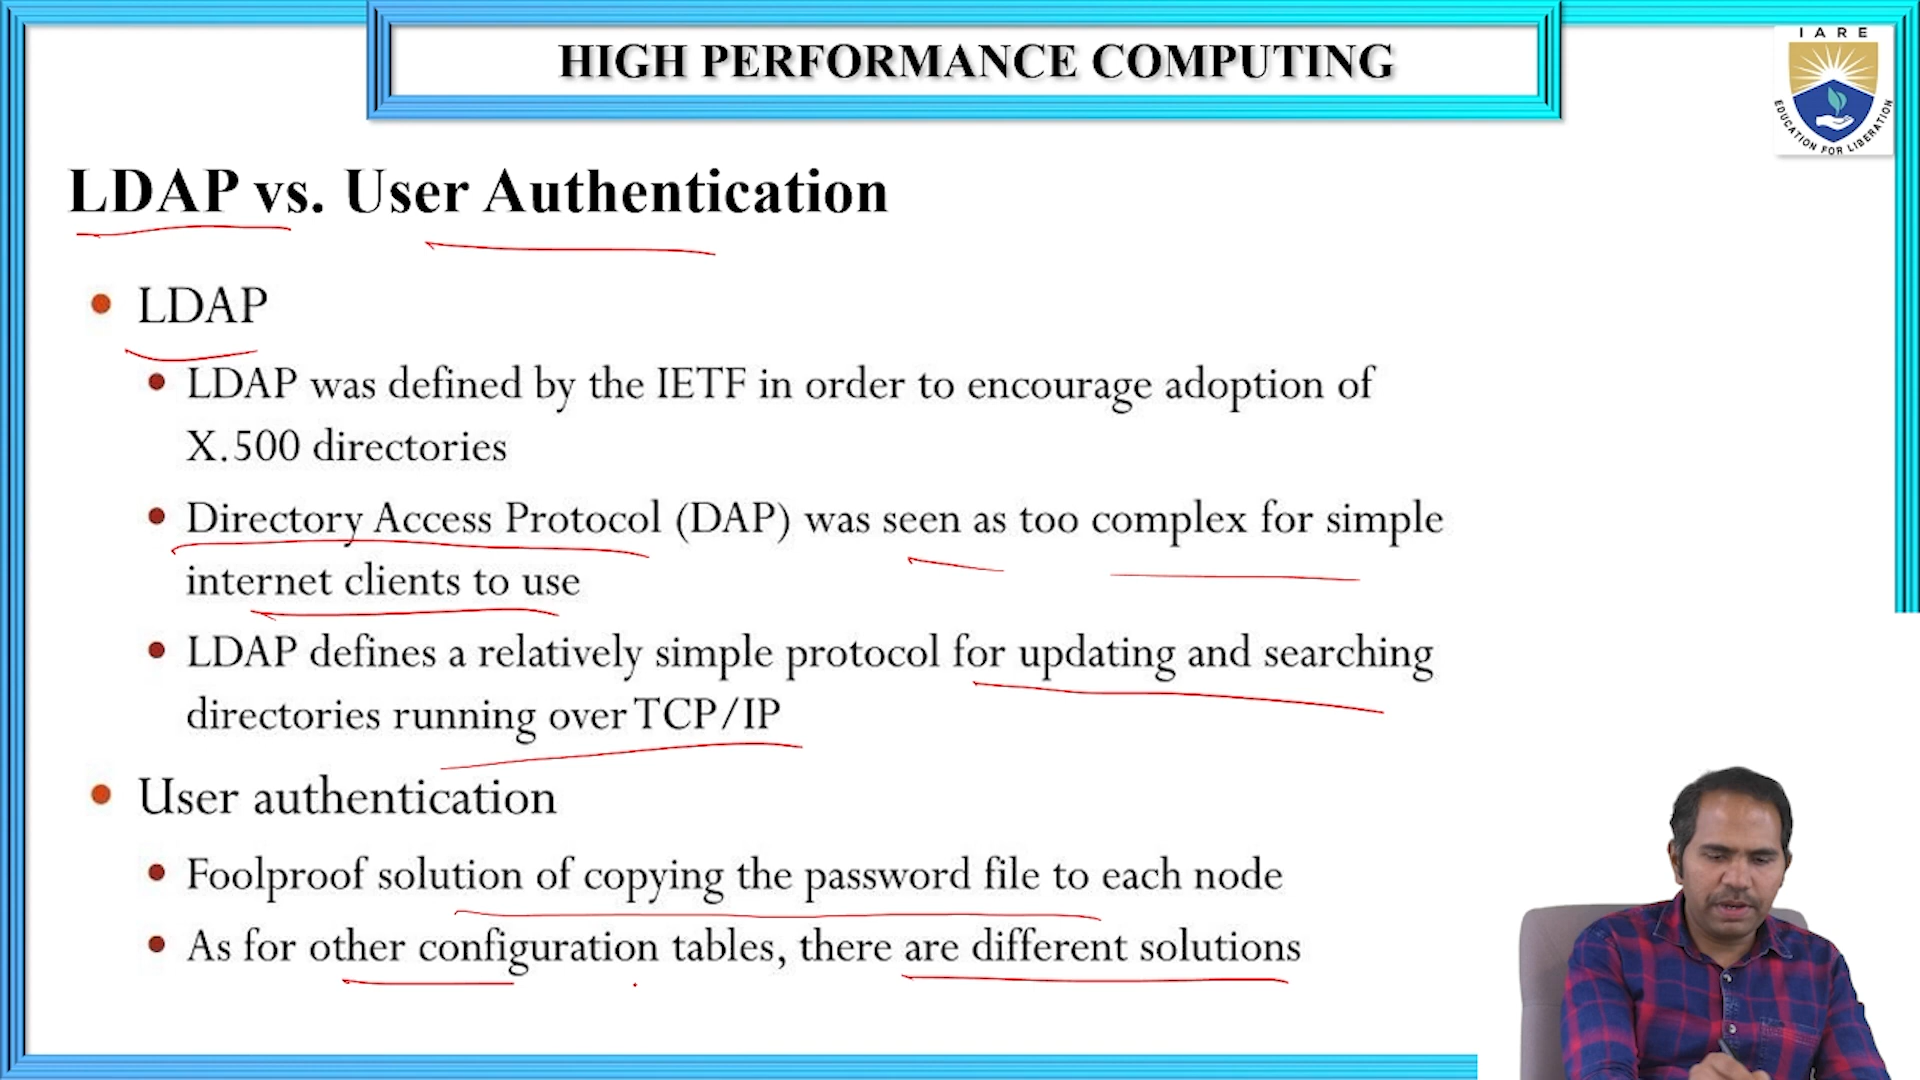 HIGH PERFORMANCE COMPUTING
IARE
EDUCATION FOR LIBERATION
LDAP vs. User Authentication
• LDAP
• LDAP was defined by the IETF in order to encourage adoption of
X.500 directories
• Directory Access Protocol (DAP) was seen as too complex for simple
internet clients to use
• LDAP defines a relatively simple protocol for updating and searching
directories running over TCP/IP
• User authentication
• Foolproof solution of copying the password file to each node
• As for other configuration tables, there are different solutions